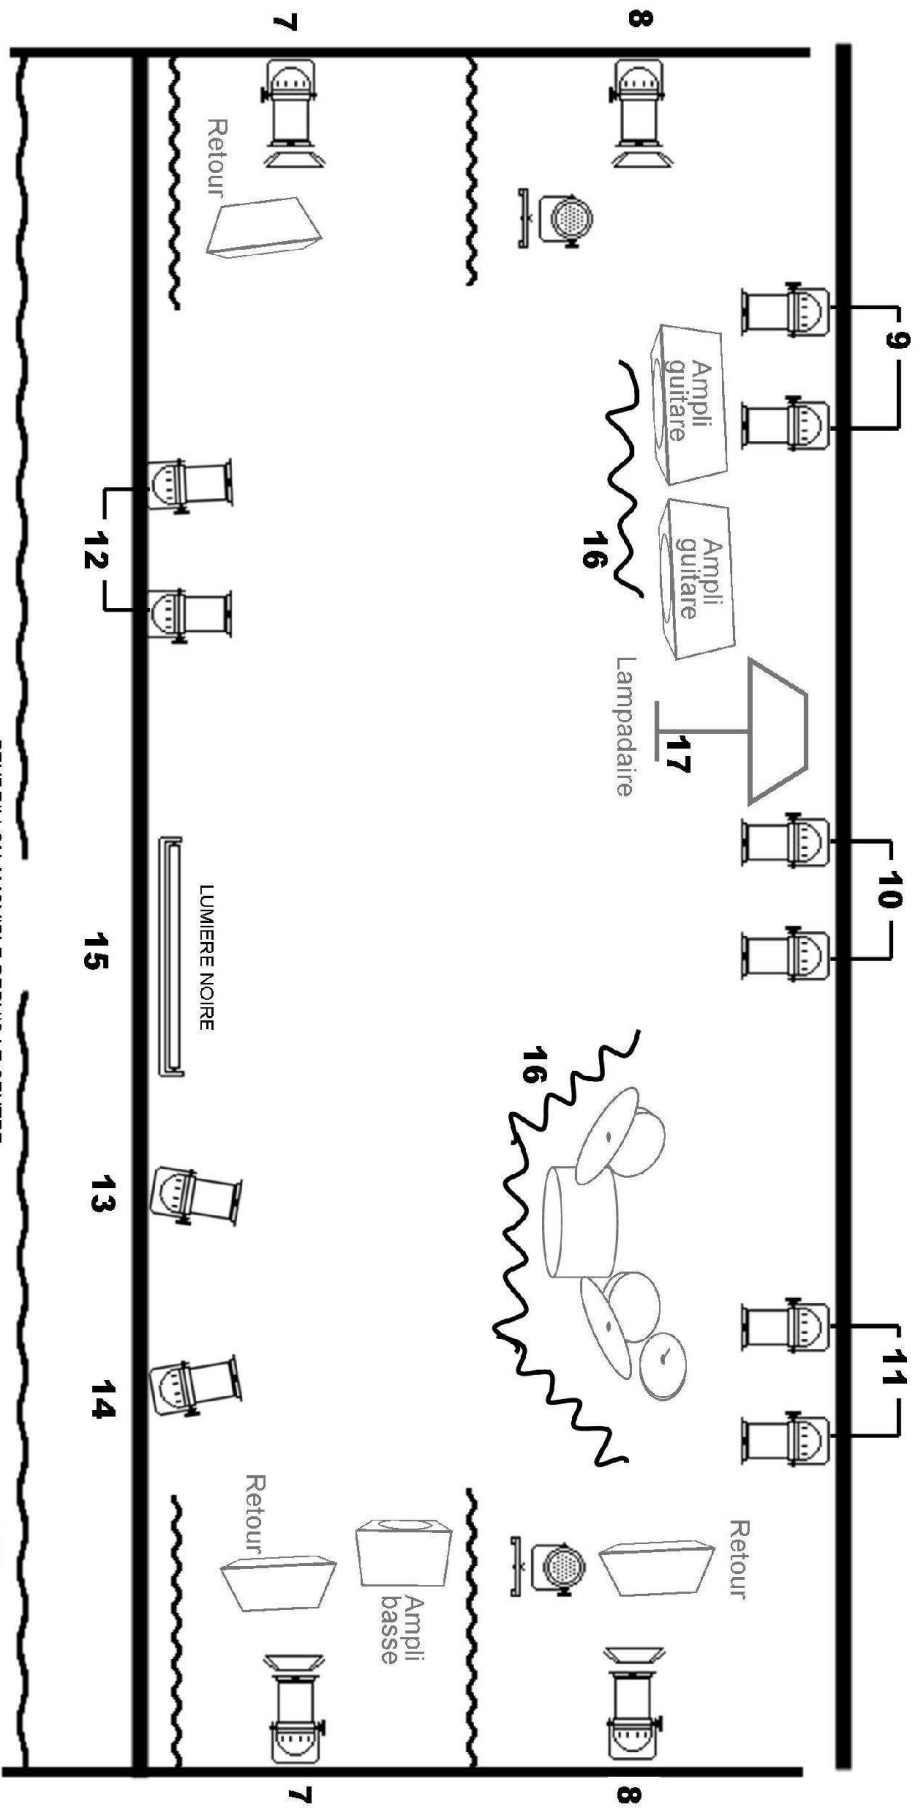 9
10
11
Retour
Ampli
guitare
Ampli
guitare
17
8
8
Lampadaire
16
16
Ampli
basse
7
7
Retour
Retour
LUMIERE NOIRE
12
15
13
14